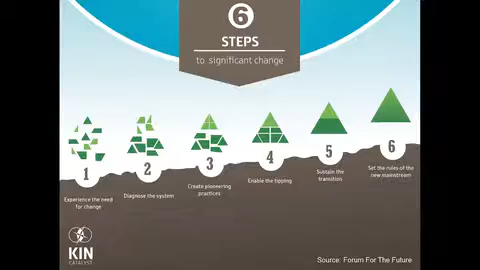 6
STEPS
to significant change
1
Experience the need
for change
2
Diagnose the system
3
Create pioneering
practices
4
Enable the tipping
5
Sustain the
transition
6
Set the rules of the
new mainstream
KIN
CATALYST
Source: Forum For The Future